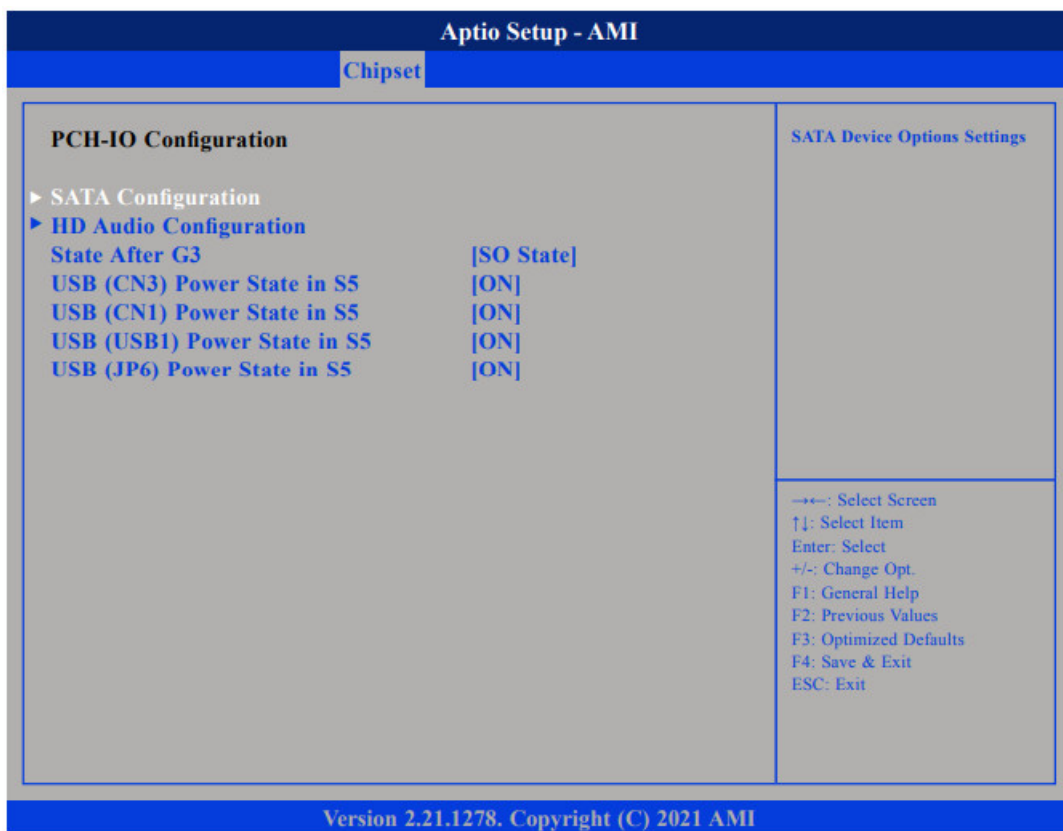 Aptio Setup - AMI
Chipset
PCH-IO Configuration
► SATA Configuration
► HD Audio Configuration
State After G3 [SO State]
USB (CN3) Power State in S5 [ON]
USB (CN1) Power State in S5 [ON]
USB (USB1) Power State in S5 [ON]
USB (JP6) Power State in S5 [ON]
SATA Device Options Settings
→←: Select Screen
↑↓: Select Item
Enter: Select
+/-: Change Opt.
F1: General Help
F2: Previous Values
F3: Optimized Defaults
F4: Save & Exit
ESC: Exit
Version 2.21.1278. Copyright (C) 2021 AMI